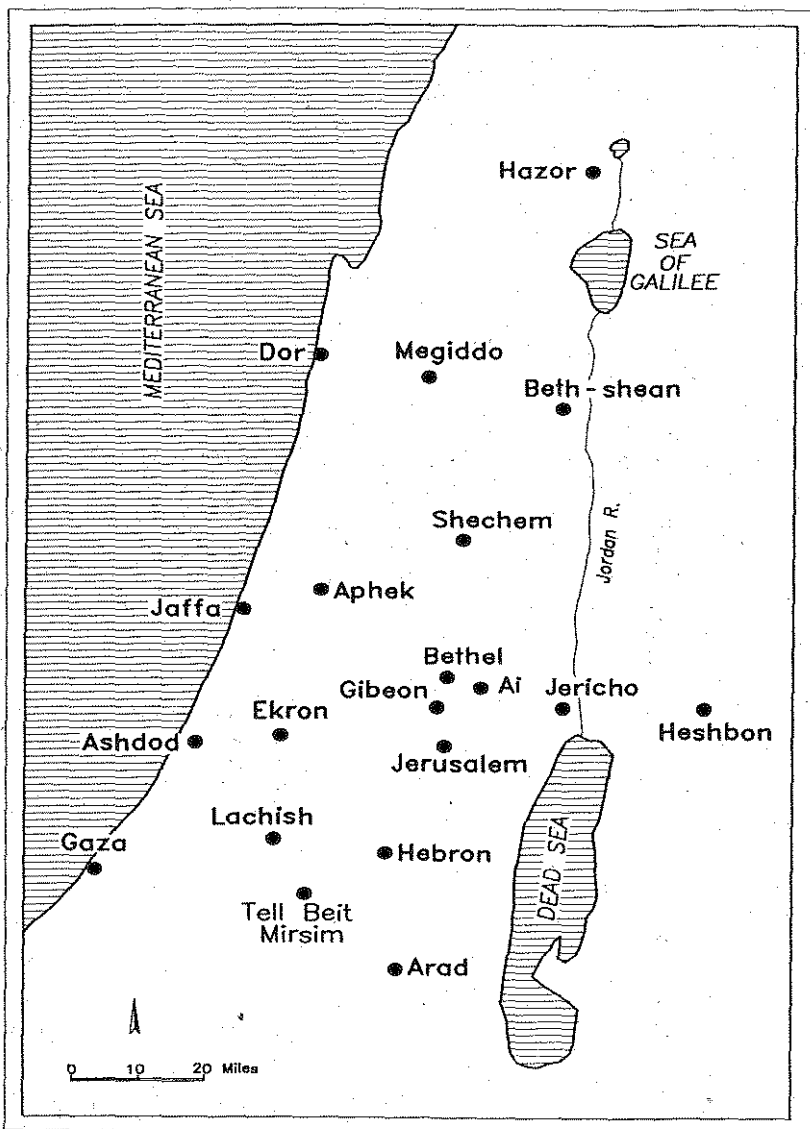 Hazor
MEDITERRANEAN SEA
SEA
OF
GALILEE
Dor
Megiddo
Beth-shean
Shechem
Jordan R.
Aphek
Jaffa
Bethel
Ai
Jericho
Gibeon
Ekron
Heshbon
Ashdod
Jerusalem
Lachish
Gaza
Hebron
DEAD SEA
Tell Beit
Mirsim
Arad
0 10 20 Miles